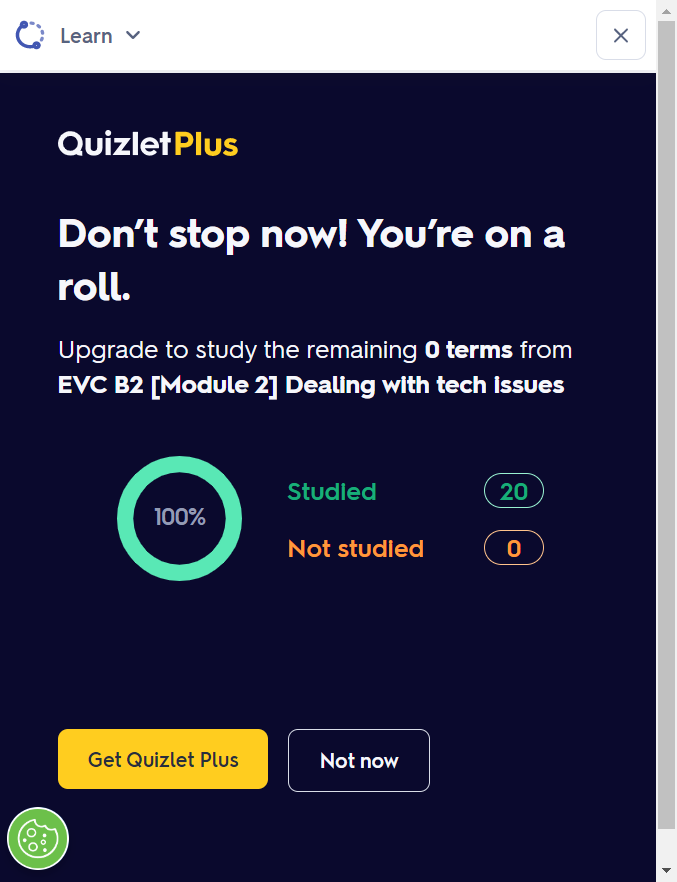 Learn
QuizletPlus
Don't stop now! You're on a
roll.
Upgrade to study the remaining 0 terms from
EVC B2 [Module 2] Dealing with tech issues
100%
Studied 20
Not studied 0
Get Quizlet Plus
Not now